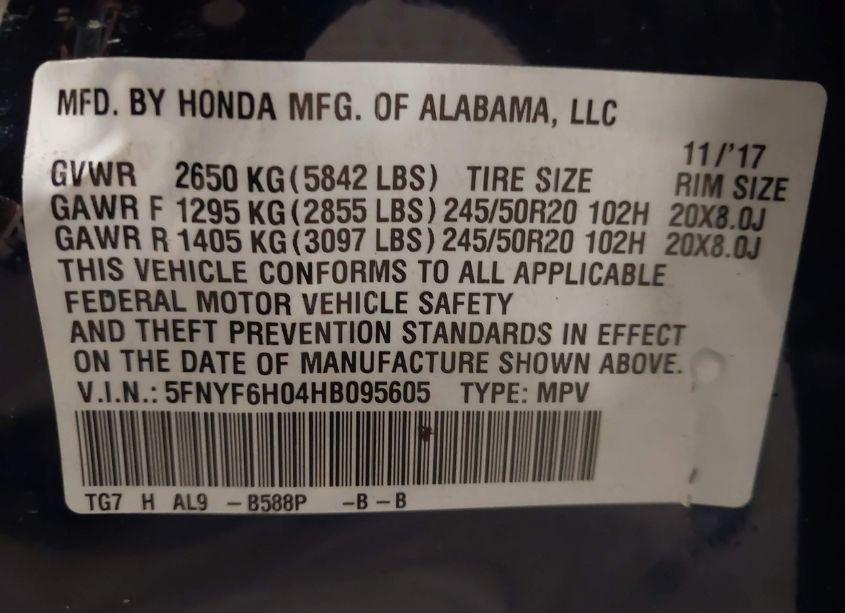 MFD. BY HONDA MFG. OF ALABAMA, LLC
11/'17
GVWR 2650 KG (5842 LBS) TIRE SIZE RIM SIZE
GAWR F 1295 KG (2855 LBS) 245/50R20 102H 20X8.0J
GAWR R 1405 KG (3097 LBS) 245/50R20 102H 20X8.0J
THIS VEHICLE CONFORMS TO ALL APPLICABLE
FEDERAL MOTOR VEHICLE SAFETY
AND THEFT PREVENTION STANDARDS IN EFFECT
ON THE DATE OF MANUFACTURE SHOWN ABOVE.
V.I.N.: 5FNYF6H04HB095605 TYPE: MPV
TG7 H AL9 – B588P –B – B